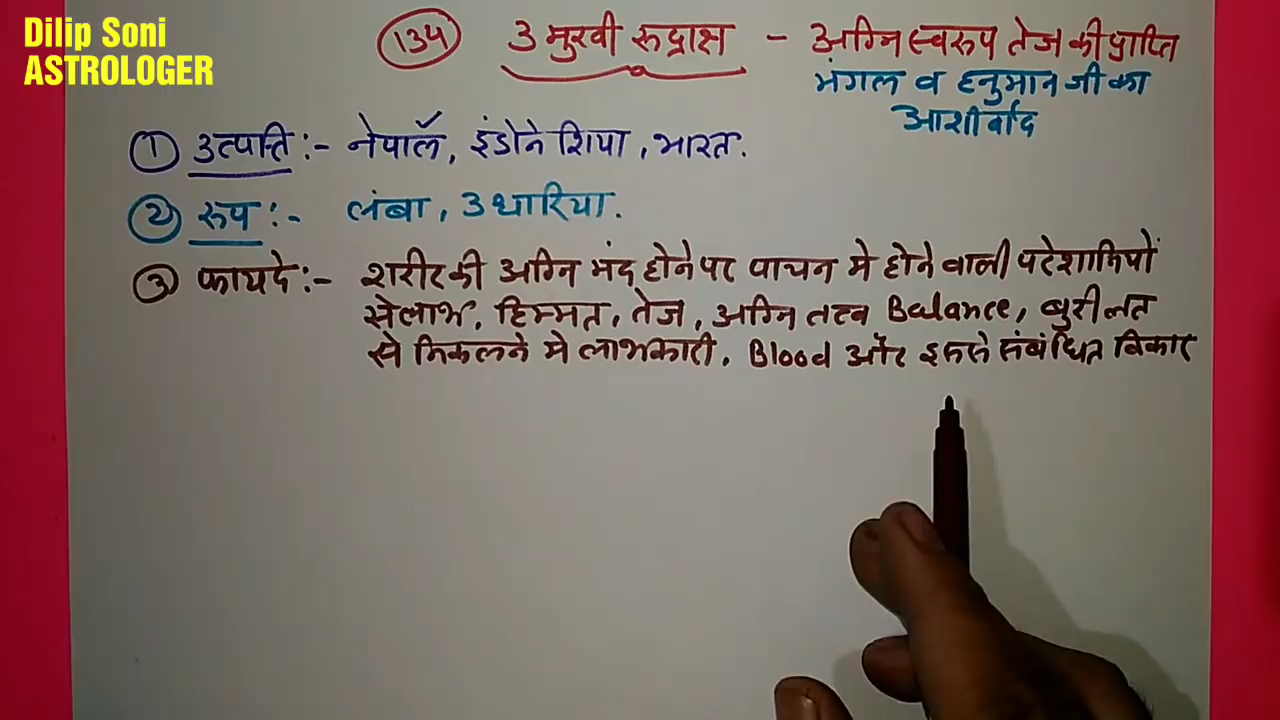 Dilip Soni
ASTROLOGER
134 3 मुखी रुद्राक्ष - अग्नि स्वरुप तेज की प्राप्ति
मंगल व हनुमान जी का
आशीर्वाद
1 उत्पत्ति :- नेपाल, इंडोनेशिया, भारत.
2 रुप :- लंबा, 3 धारिया.
3 फायदे :- शरीर की अग्नि मंद होने पर पाचन मे होने वाली परेशानियों
से लाभ, हिम्मत, तेज, अग्नि तत्व Balance, बुरी लत
से निकलने मे लाभकारी, Blood और इससे संबंधित विकार